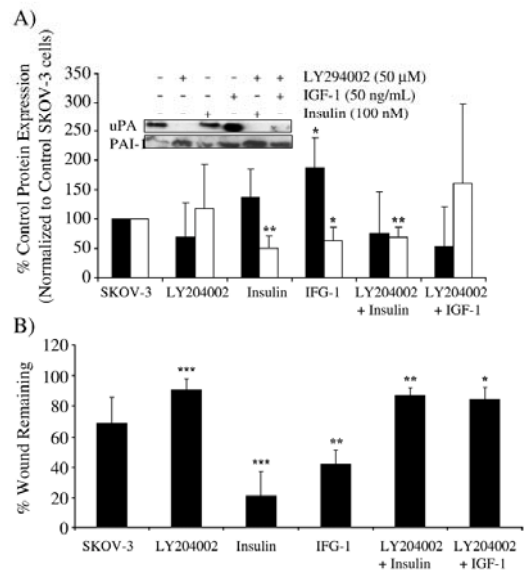 A)
% Control Protein Expression
(Normalized to Control SKOV-3 cells)
350
300
250
200
150
100
50
0
– + – – + + LY294002 (50 µM)
– – – + – + IGF-1 (50 ng/mL)
– – + – + – Insulin (100 nM)
uPA
PAI-1
** * * **
SKOV-3 LY204002 Insulin IFG-1 LY204002 LY204002
+ Insulin + IGF-1
B)
% Wound Remaining
120
100
80
60
40
20
0
*** *** ** ** *
SKOV-3 LY204002 Insulin IFG-1 LY204002 LY204002
+ Insulin + IGF-1